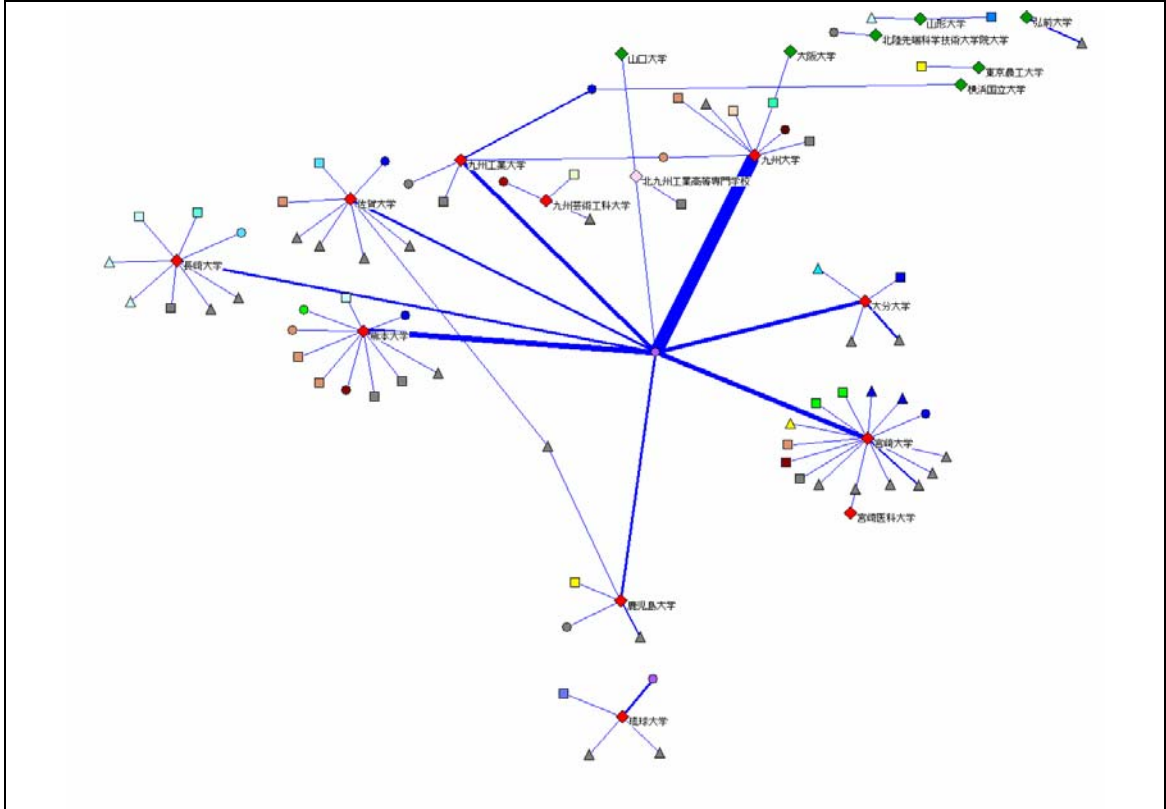 山形大学
弘前大学
北陸先端科学技術大学院大学
山口大学
大阪大学
東京農工大学
横浜国立大学
九州工業大学
九州大学
北九州工業高等専門学校
佐賀大学
九州芸術工科大学
長崎大学
大分大学
熊本大学
宮崎大学
宮崎医科大学
鹿児島大学
琉球大学